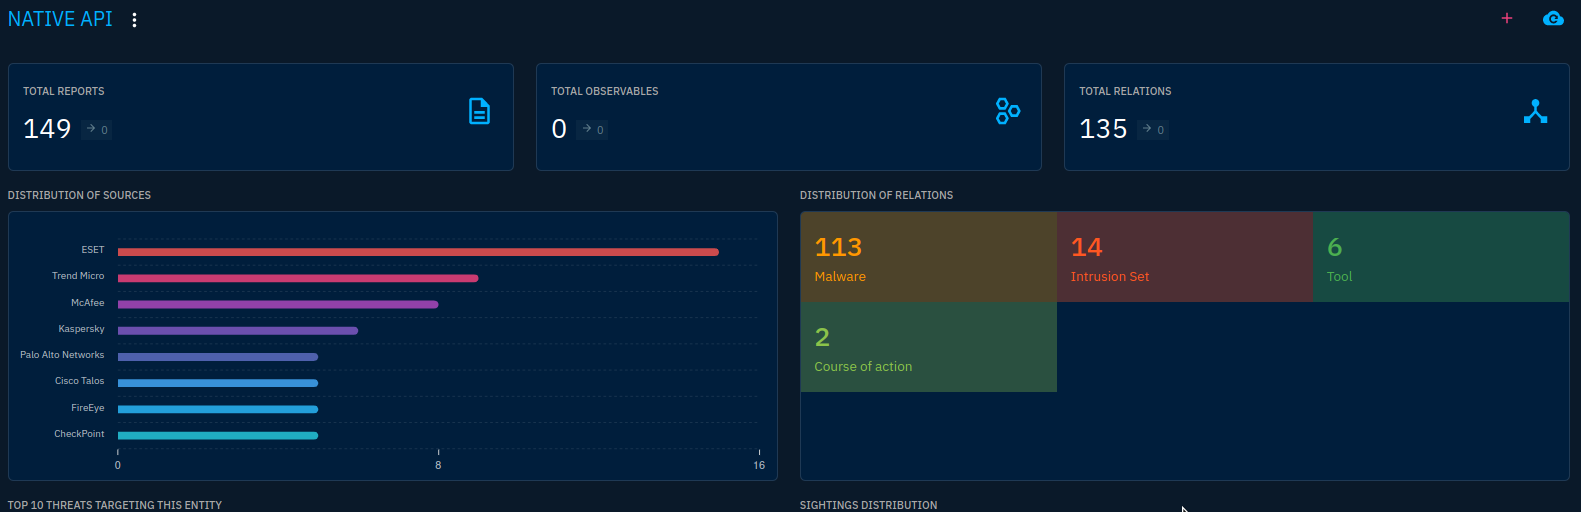 NATIVE API
TOTAL REPORTS
149 0
TOTAL OBSERVABLES
0 0
TOTAL RELATIONS
135 0
DISTRIBUTION OF SOURCES
ESET
Trend Micro
McAfee
Kaspersky
Palo Alto Networks
Cisco Talos
FireEye
CheckPoint
0 8 16
DISTRIBUTION OF RELATIONS
113
Malware
14
Intrusion Set
6
Tool
2
Course of action
TOP 10 THREATS TARGETING THIS ENTITY
SIGHTINGS DISTRIBUTION